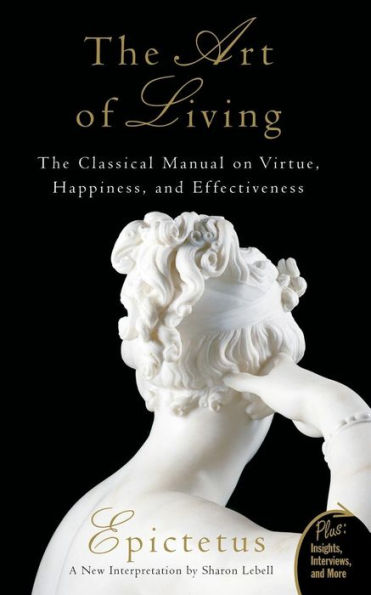 The Art
of Living
The Classical Manual on Virtue,
Happiness, and Effectiveness
Epictetus
A New Interpretation by Sharon Lebell
Plus:
Insights,
Interviews,
and More